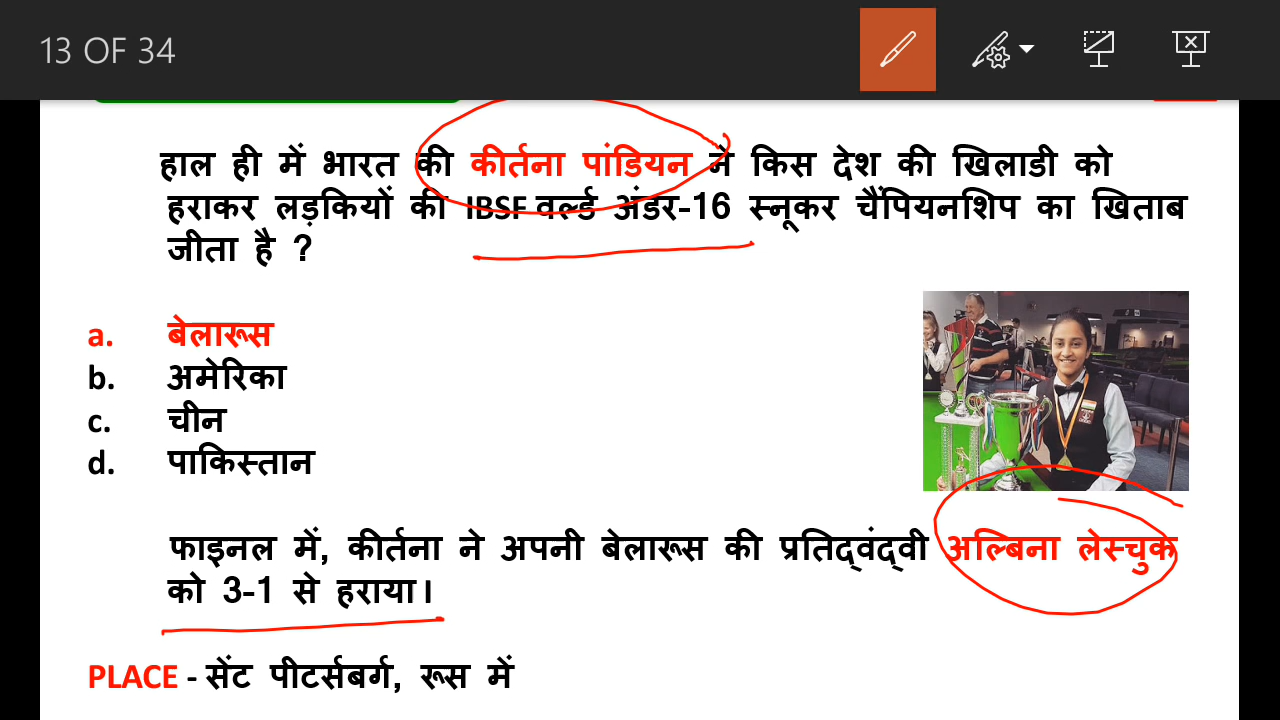 13 OF 34
हाल ही में भारत की कीर्तना पांडियन ने किस देश की खिलाडी को
हराकर लड़कियों की IBSF वर्ल्ड अंडर-16 स्नूकर चैंपियनशिप का खिताब
जीता है ?
a. बेलारूस
b. अमेरिका
c. चीन
d. पाकिस्तान
फाइनल में, कीर्तना ने अपनी बेलारूस की प्रतिद्वंद्वी अल्बिना लेस्चुक
को 3-1 से हराया।
PLACE - सेंट पीटर्सबर्ग, रूस में